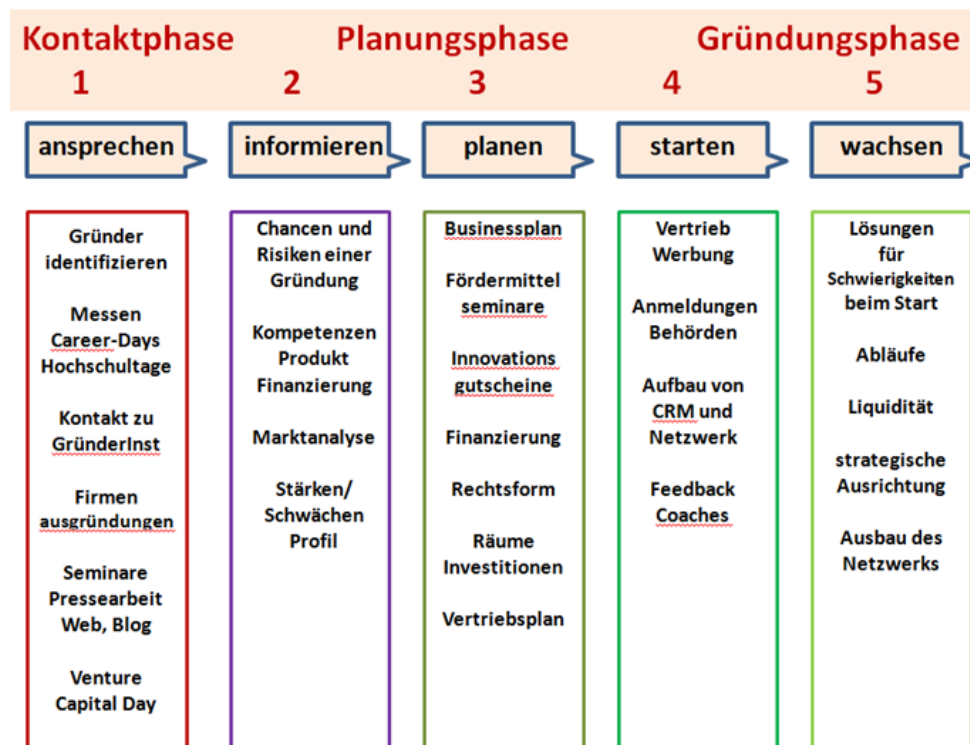 Kontaktphase Planungsphase Gründungsphase
1 2 3 4 5
ansprechen
informieren
planen
starten
wachsen
Gründer
identifizieren
Messen
Career-Days
Hochschultage
Kontakt zu
GründerInst
Firmen
ausgründungen
Seminare
Pressearbeit
Web, Blog
Venture
Capital Day
Chancen und
Risiken einer
Gründung
Kompetenzen
Produkt
Finanzierung
Marktanalyse
Stärken/
Schwächen
Profil
Businessplan
Fördermittel
seminare
Innovations
gutscheine
Finanzierung
Rechtsform
Räume
Investitionen
Vertriebsplan
Vertrieb
Werbung
Anmeldungen
Behörden
Aufbau von
CRM und
Netzwerk
Feedback
Coaches
Lösungen
für
Schwierigkeiten
beim Start
Abläufe
Liquidität
strategische
Ausrichtung
Ausbau des
Netzwerks